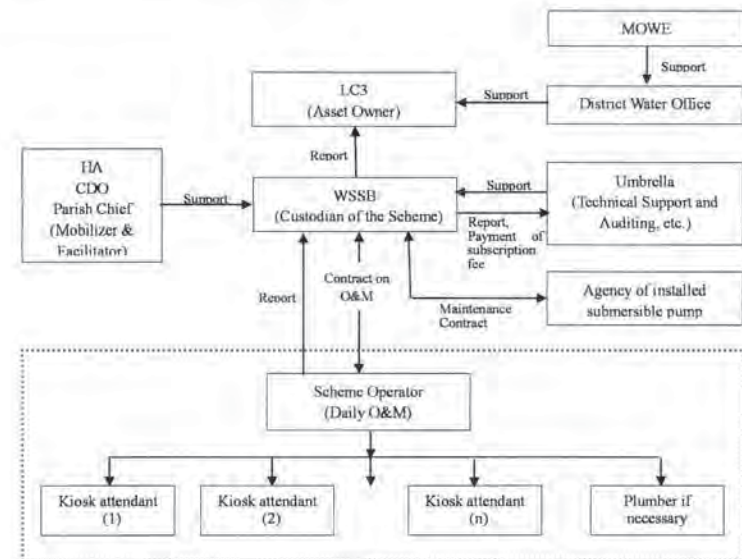 MOWE
Support
LC3
(Asset Owner)
Support
District Water Office
Report
HA
CDO
Parish Chief
(Mobilizer &
Facilitator)
Support
WSSB
(Custodian of the Scheme)
Support
Umbrella
(Technical Support and
Auditing, etc.)
Report,
Payment of
subscription
fee
Report
Contract on
O&M
Maintenance
Contract
Agency of installed
submersible pump
Scheme Operator
(Daily O&M)
Kiosk attendant
(1)
Kiosk attendant
(2)
Kiosk attendant
(n)
Plumber if
necessary